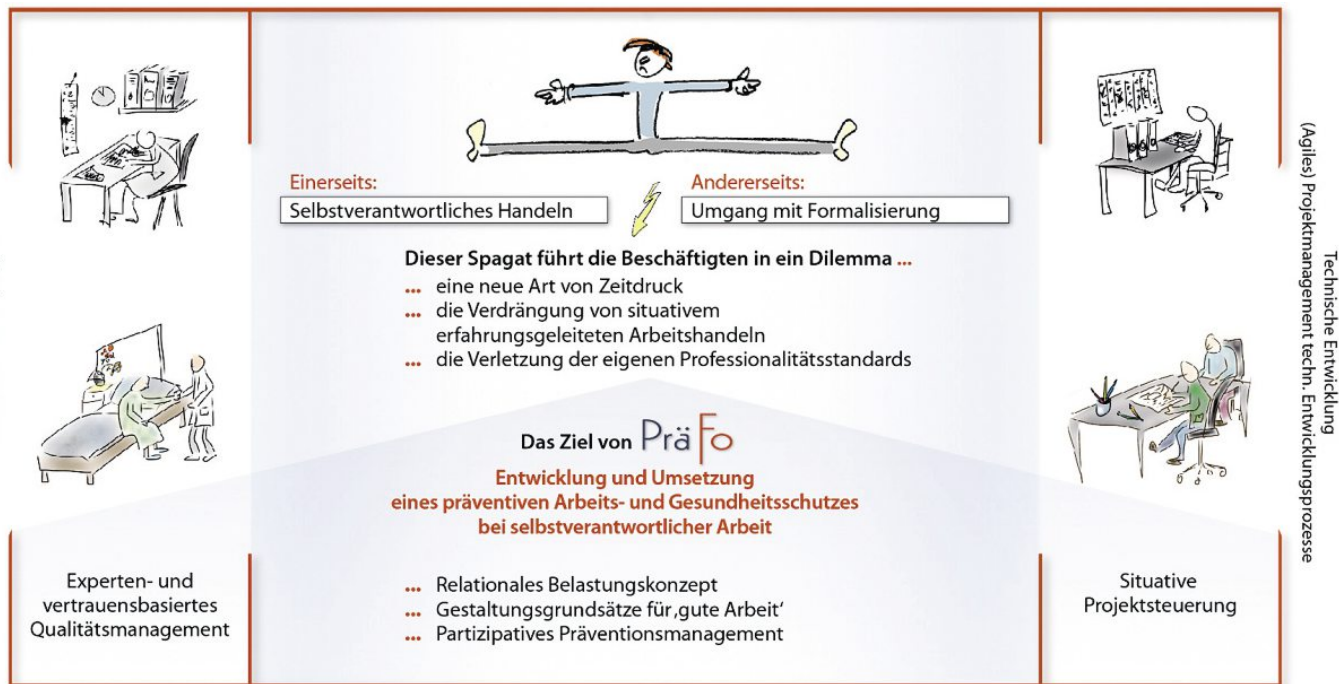 Einerseits:
Selbstverantwortliches Handeln
Andererseits:
Umgang mit Formalisierung
Dieser Spagat führt die Beschäftigten in ein Dilemma ...
... eine neue Art von Zeitdruck
... die Verdrängung von situativem
erfahrungsgeleiteten Arbeitshandeln
... die Verletzung der eigenen Professionalitätsstandards
Das Ziel von PräFo
Entwicklung und Umsetzung
eines präventiven Arbeits- und Gesundheitsschutzes
bei selbstverantwortlicher Arbeit
... Relationales Belastungskonzept
... Gestaltungsgrundsätze für ‚gute Arbeit‘
... Partizipatives Präventionsmanagement
Experten- und
vertrauensbasiertes
Qualitätsmanagement
Situative
Projektsteuerung
Technische Entwicklung
(Agiles) Projektmanagement techn. Entwicklungsprozesse